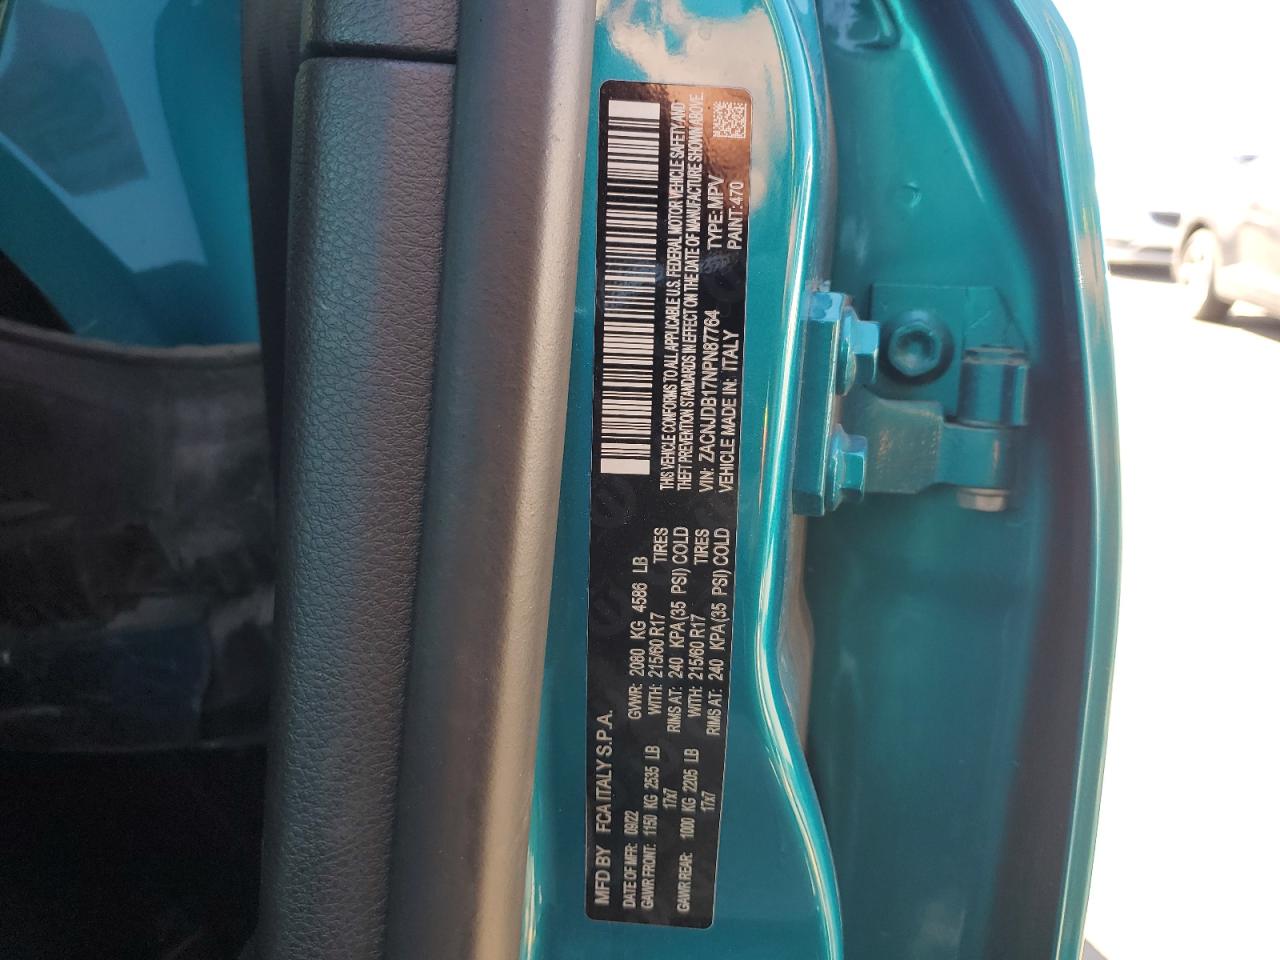 MFD BY FCA ITALY S.P.A.
DATE OF MFR: 09/22 GVWR: 2080 KG 4586 LB
GAWR FRONT: 1150 KG 2535 LB WITH: 215/60 R17 TIRES
17x7 RIMS AT: 240 KPA(35 PSI) COLD
GAWR REAR: 1000 KG 2205 LB WITH: 215/60 R17 TIRES
17x7 RIMS AT: 240 KPA(35 PSI) COLD
THIS VEHICLE CONFORMS TO ALL APPLICABLE U.S. FEDERAL MOTOR VEHICLE SAFETY, AND
THEFT PREVENTION STANDARDS IN EFFECT ON THE DATE OF MANUFACTURE SHOWN ABOVE.
VIN: ZACNJDB17NPN87764 TYPE:MPV
VEHICLE MADE IN: ITALY PAINT:470